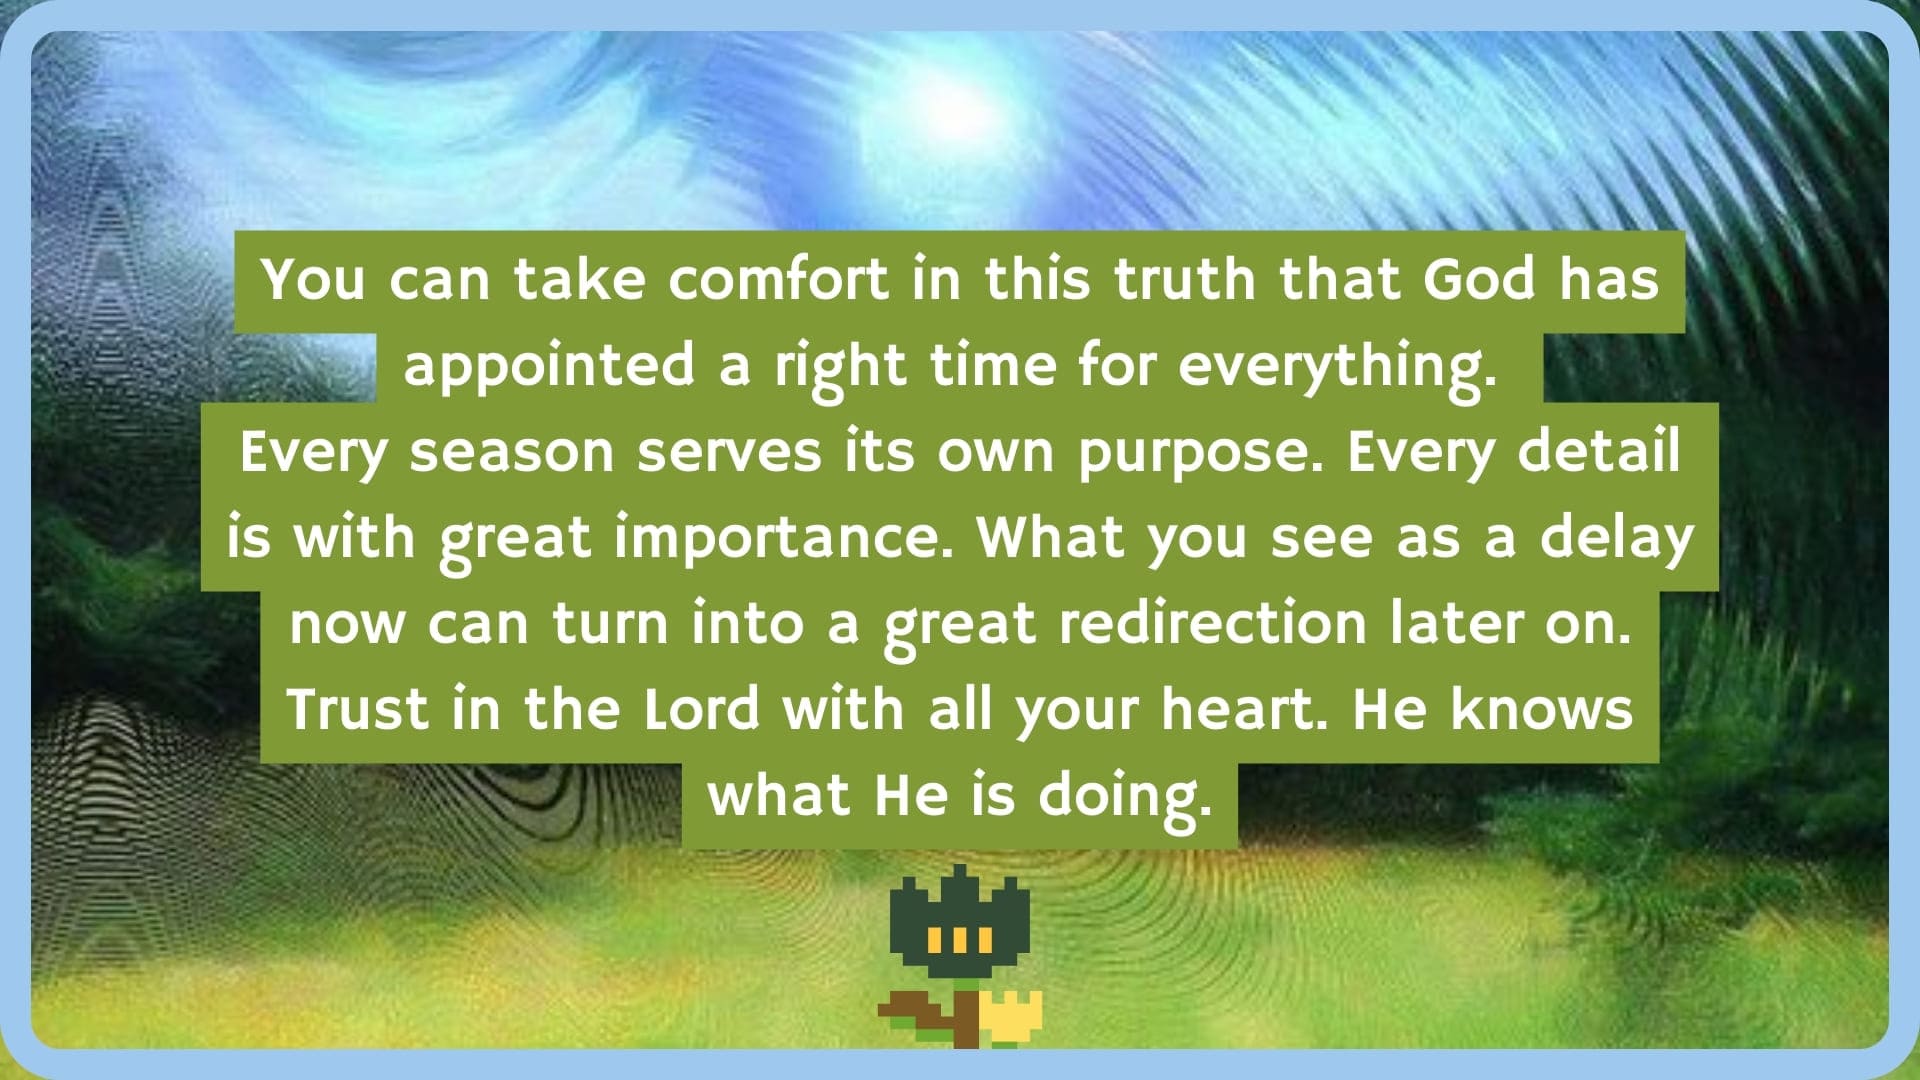 You can take comfort in this truth that God has
appointed a right time for everything.
Every season serves its own purpose. Every detail
is with great importance. What you see as a delay
now can turn into a great redirection later on.
Trust in the Lord with all your heart. He knows
what He is doing.